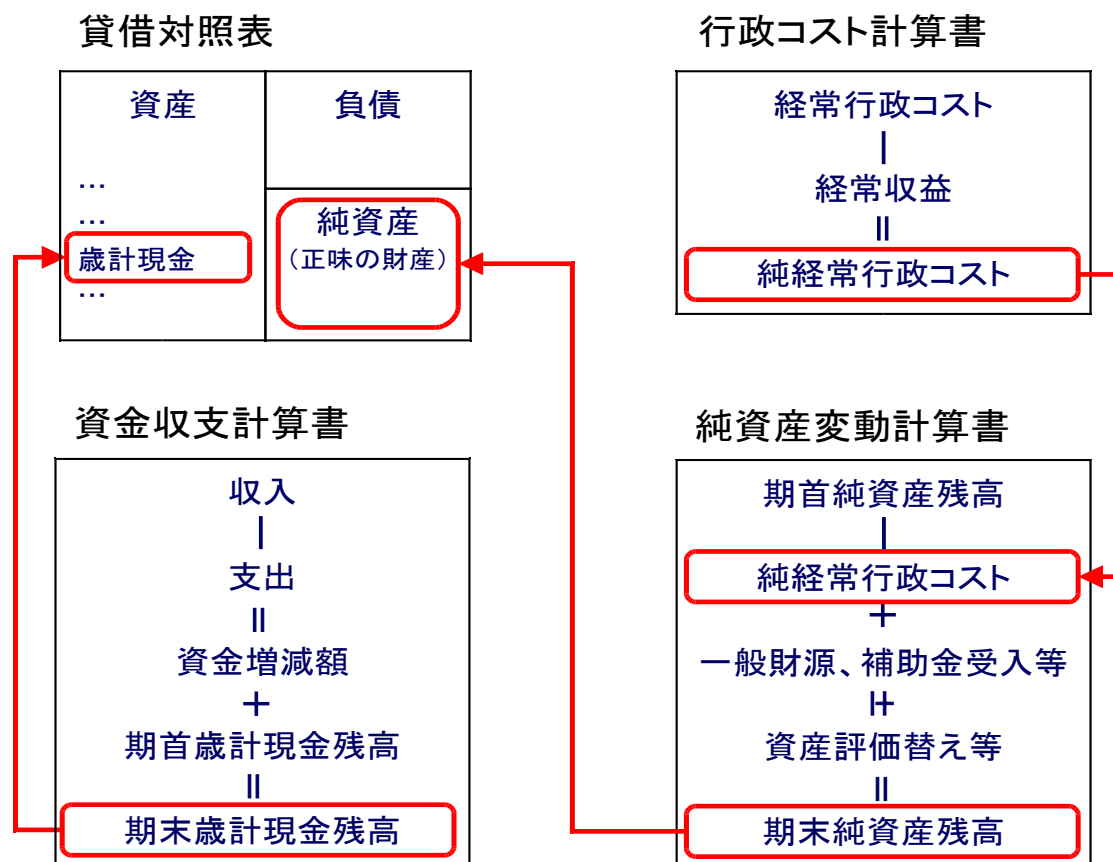 貸借対照表
資産
負債
…
…
歳計現金
…
純資産
（正味の財産）
行政コスト計算書
経常行政コスト
｜
経常収益
॥
純経常行政コスト
資金収支計算書
収入
｜
支出
॥
資金増減額
＋
期首歳計現金残高
॥
期末歳計現金残高
純資産変動計算書
期首純資産残高
｜
純経常行政コスト
＋
一般財源、補助金受入等
±
資産評価替え等
॥
期末純資産残高